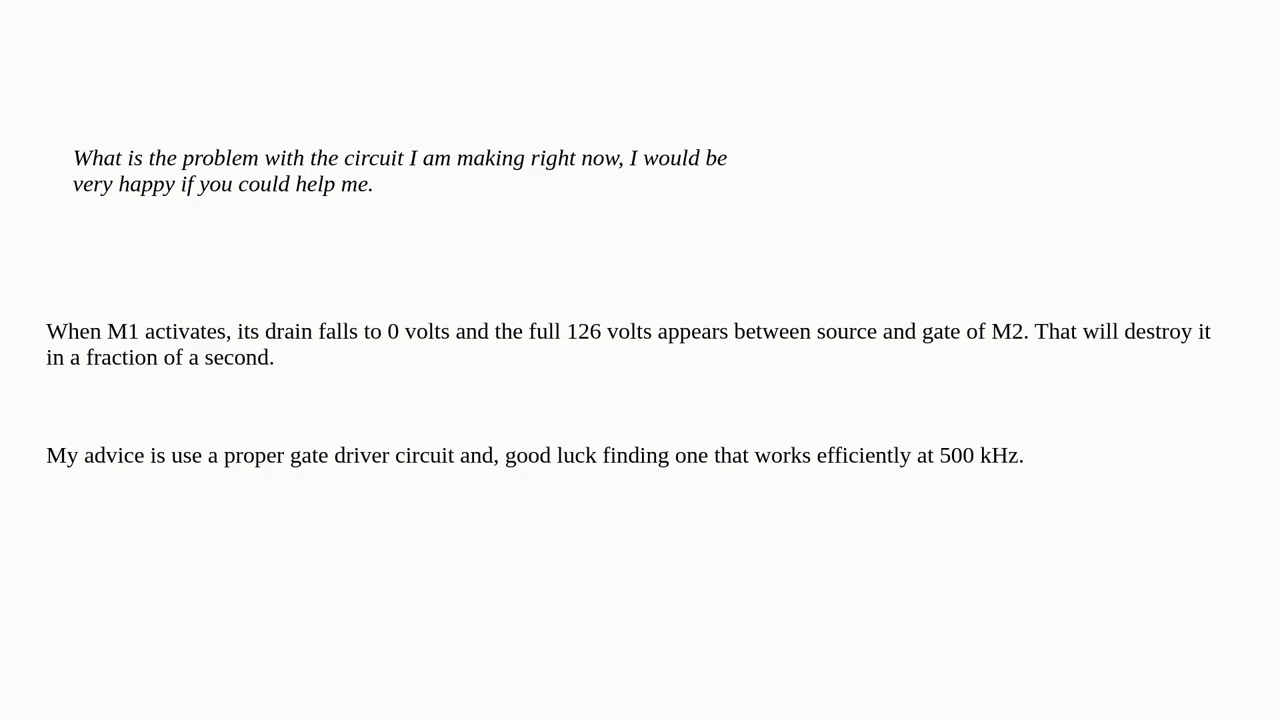 What is the problem with the circuit I am making right now, I would be
very happy if you could help me.
When M1 activates, its drain falls to 0 volts and the full 126 volts appears between source and gate of M2. That will destroy it
in a fraction of a second.
My advice is use a proper gate driver circuit and, good luck finding one that works efficiently at 500 kHz.